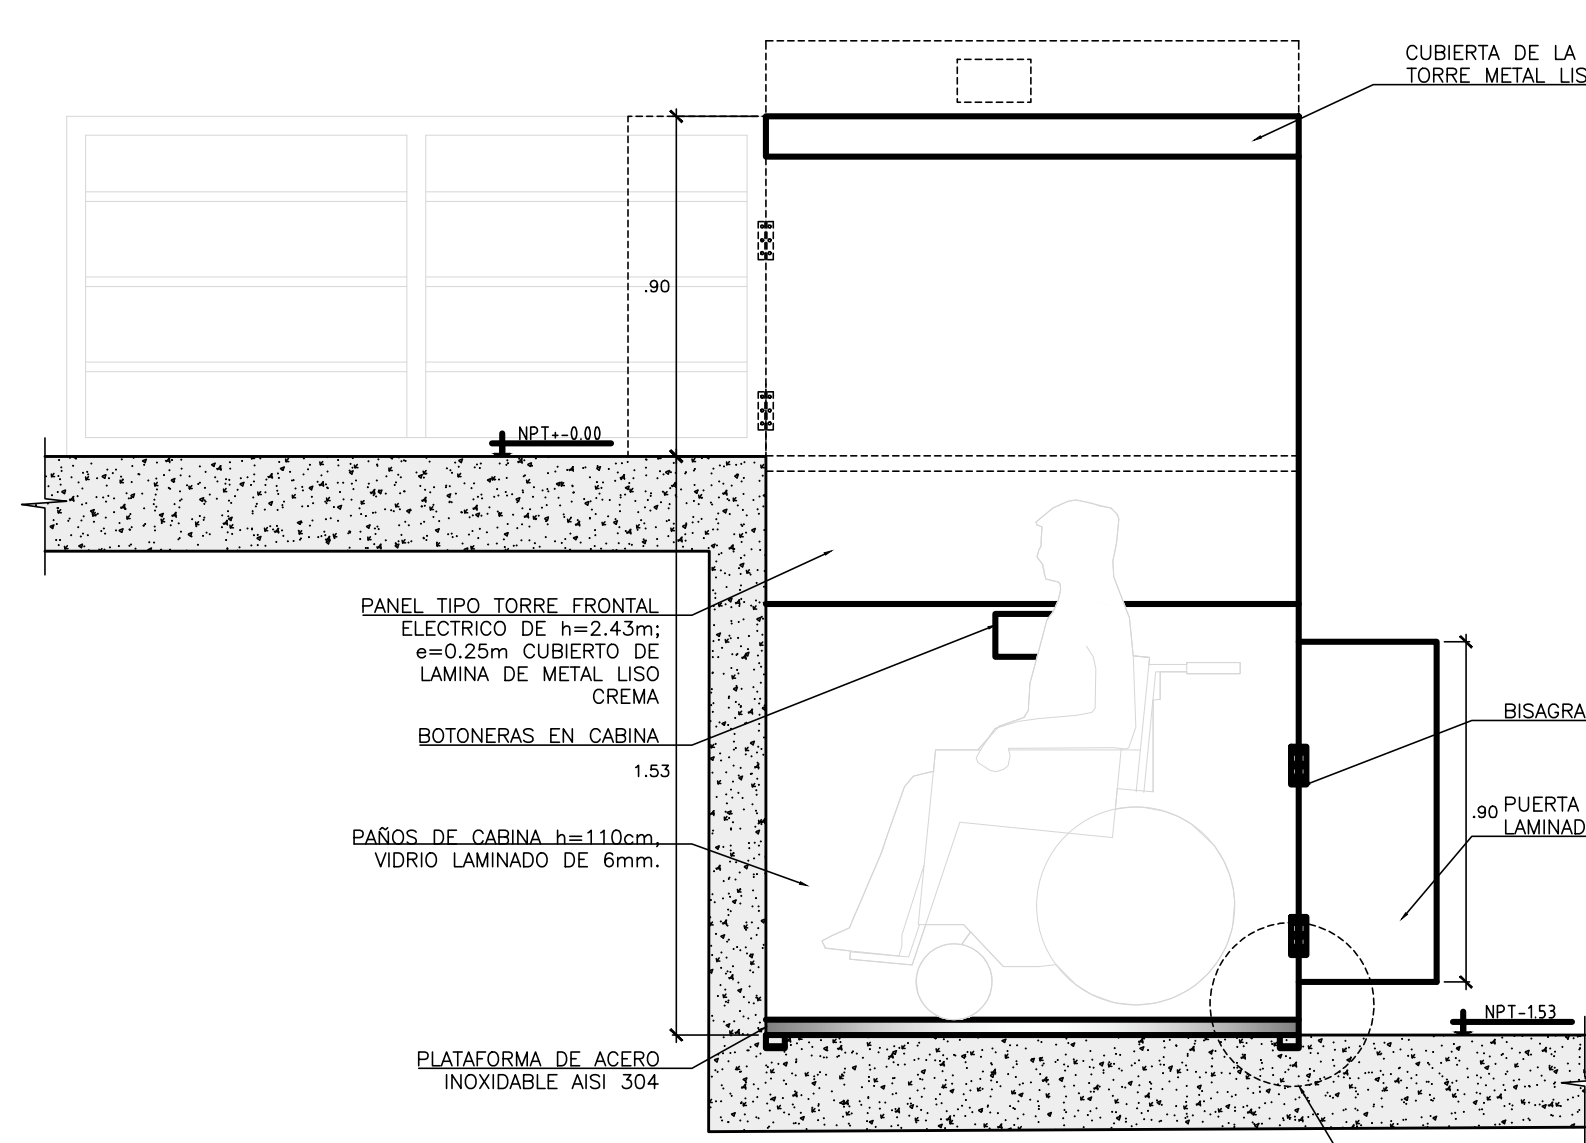 CUBIERTA DE LA
TORRE METAL LIS
.90
NPT+-0.00
PANEL TIPO TORRE FRONTAL
ELECTRICO DE h=2.43m;
e=0.25m CUBIERTO DE
LAMINA DE METAL LISO
CREMA
BOTONERAS EN CABINA
1.53
BISAGRA
.90
PUERTA
LAMINAD
PAÑOS DE CABINA h=110cm,
VIDRIO LAMINADO DE 6mm.
NPT-1.53
PLATAFORMA DE ACERO
INOXIDABLE AISI 304